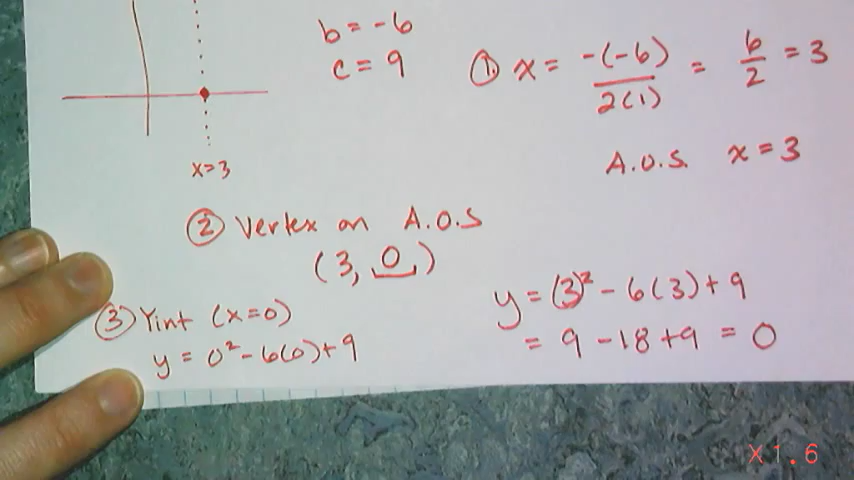 b = -6
c = 9
① x = -(-6) / 2(1) = 6/2 = 3
x=3
A.O.S. x = 3
② Vertex on A.O.S
(3, 0)
③ Yint (x=0)
y = 0² - 6(0) + 9
y = (3)² - 6(3) + 9
= 9 - 18 + 9 = 0
X1.6